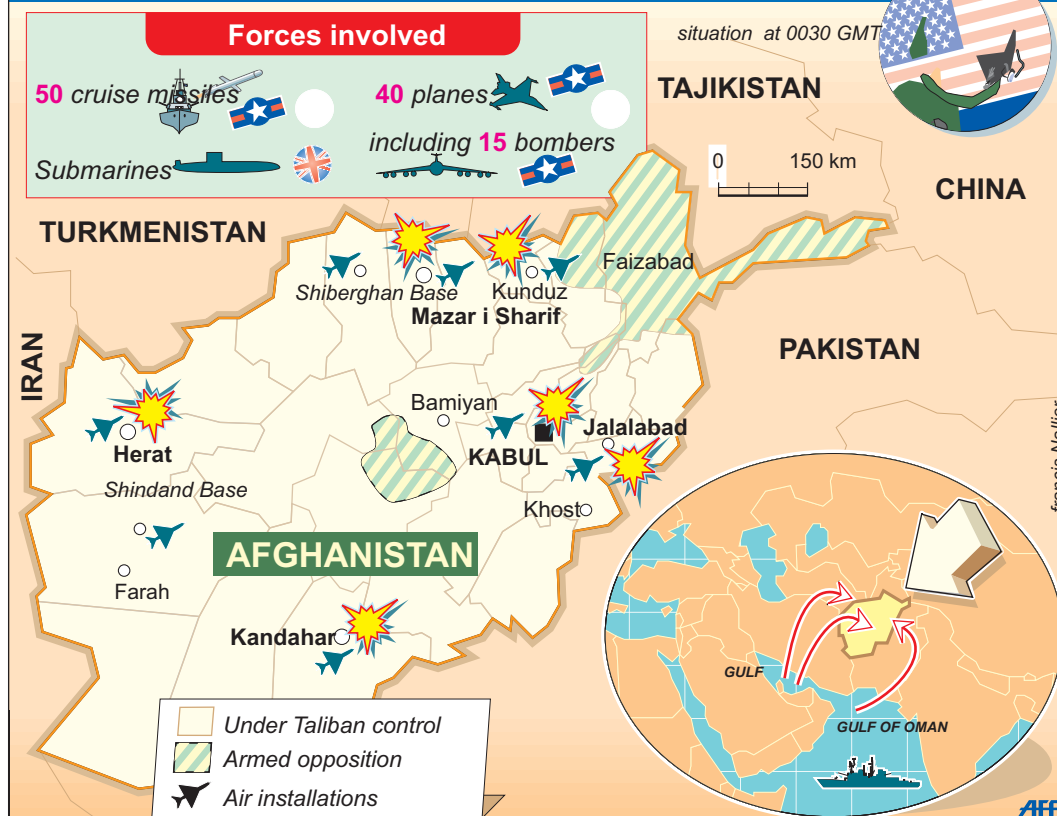 Forces involved
situation at 0030 GMT
50 cruise missiles
40 planes
including 15 bombers
Submarines
TAJIKISTAN
0 150 km
CHINA
TURKMENISTAN
Faizabad
Shiberghan Base
Kunduz
Mazar i Sharif
IRAN
PAKISTAN
Bamiyan
Jalalabad
KABUL
Herat
Shindand Base
Khost
AFGHANISTAN
Farah
Kandahar
GULF
GULF OF OMAN
Under Taliban control
Armed opposition
Air installations
AFP